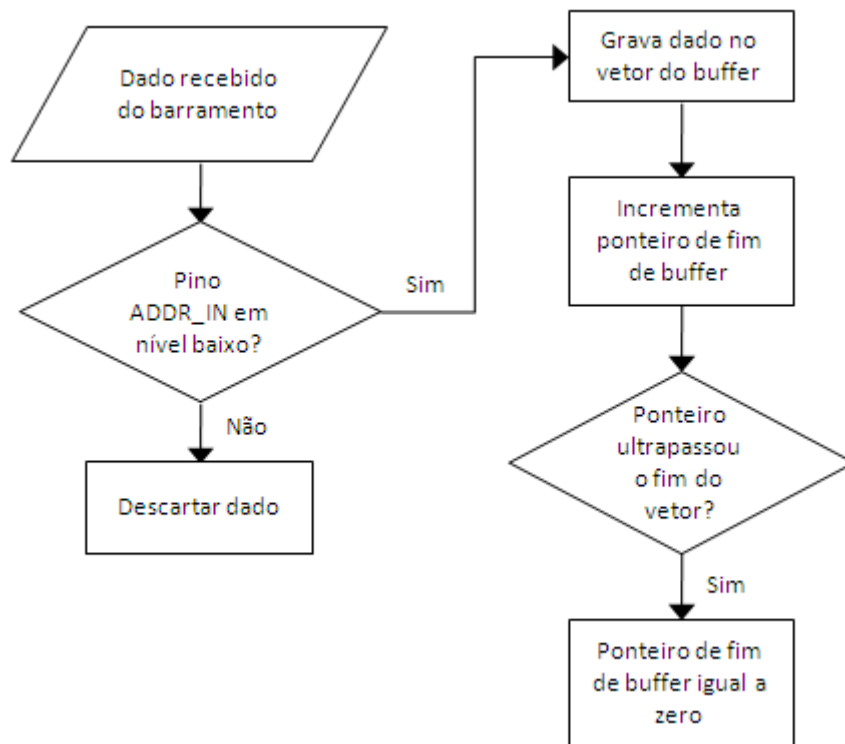 Dado recebido
do barramento
Pino
ADDR_IN em
nível baixo?
Sim
Não
Descartar dado
Grava dado no
vetor do buffer
Incrementa
ponteiro de fim
de buffer
Ponteiro
ultrapassou
o fim do
vetor?
Sim
Ponteiro de fim
de buffer igual a
zero